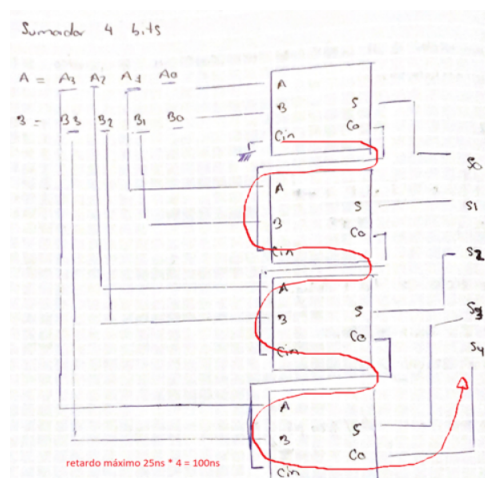 Sumador 4 bits
A = A3 A2 A1 A0
B = B3 B2 B1 B0
A
B
Cin
S
Co
S0
A
B
Cin
S
Co
S1
A
B
Cin
S
Co
S2
S3
S4
A
B
Cin
S
Co
retardo máximo 25ns * 4 = 100ns